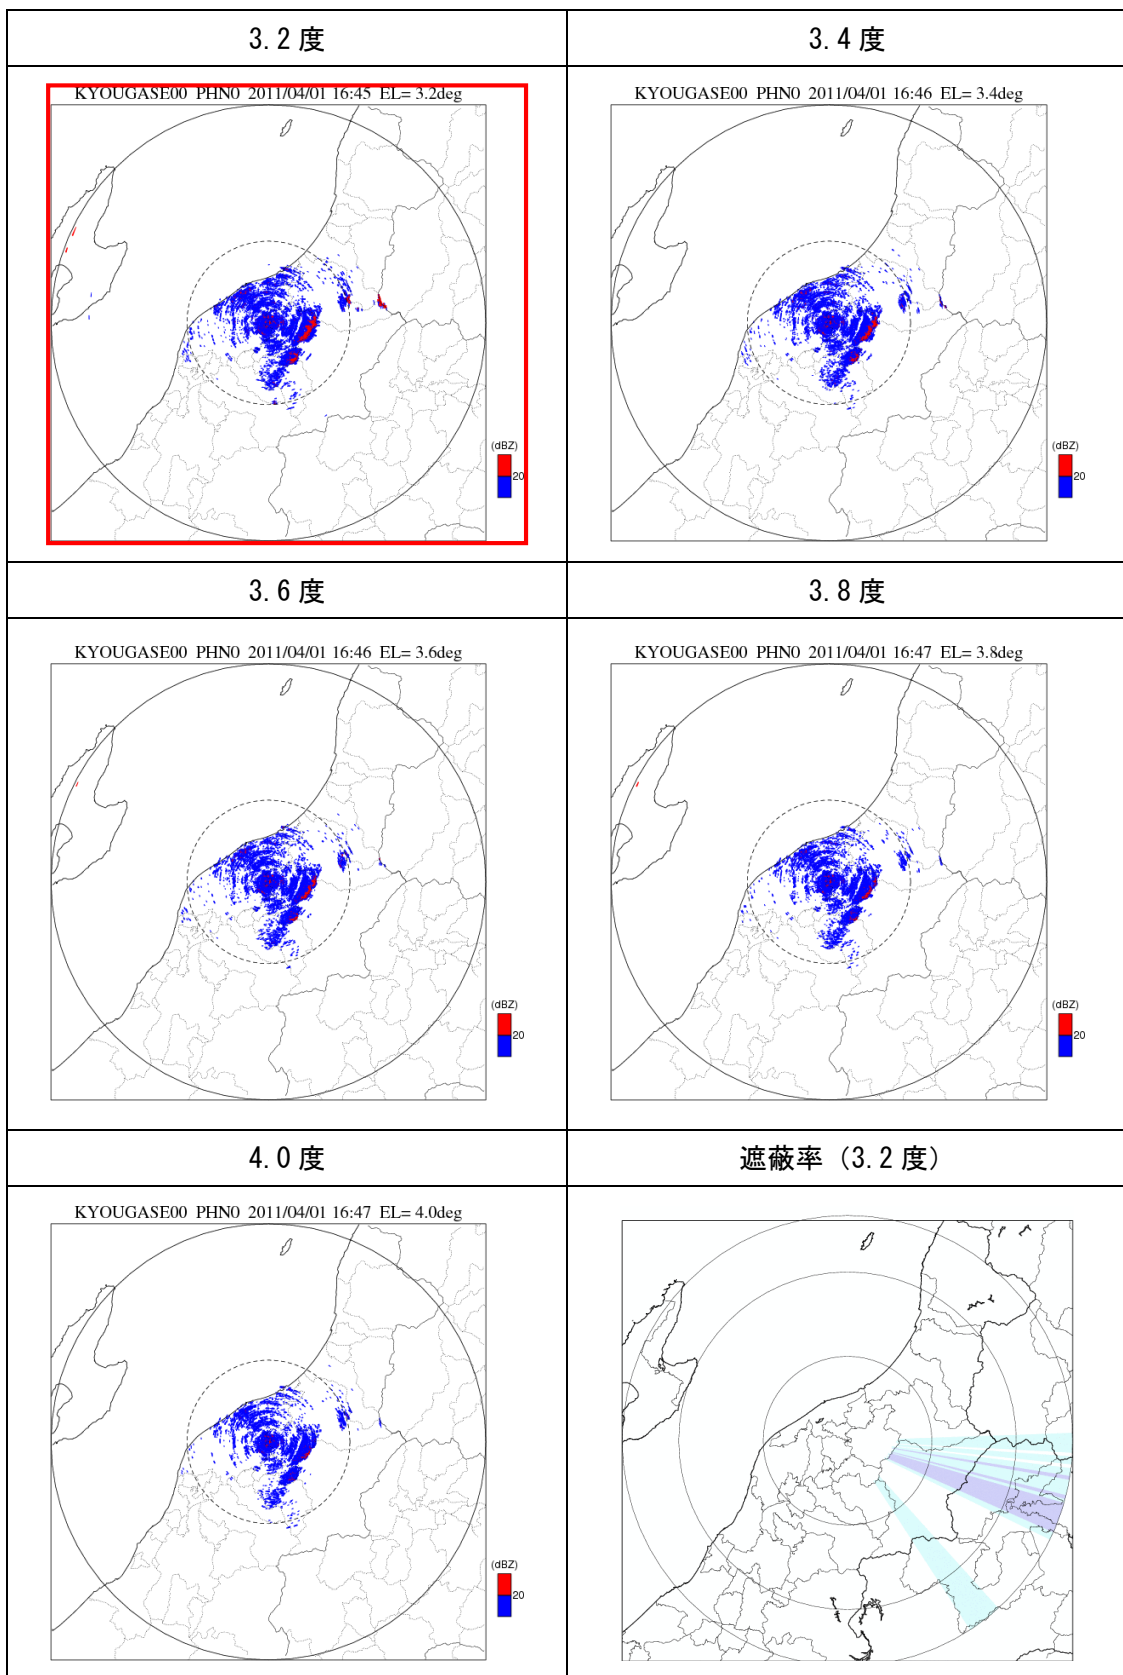 3.2度
3.4度
KYOUGASE00 PHN0 2011/04/01 16:45 EL= 3.2deg
(dBZ)
20
KYOUGASE00 PHN0 2011/04/01 16:46 EL= 3.4deg
(dBZ)
20
3.6度
3.8度
KYOUGASE00 PHN0 2011/04/01 16:46 EL= 3.6deg
(dBZ)
20
KYOUGASE00 PHN0 2011/04/01 16:47 EL= 3.8deg
(dBZ)
20
4.0度
遮蔽率（3.2度）
KYOUGASE00 PHN0 2011/04/01 16:47 EL= 4.0deg
(dBZ)
20